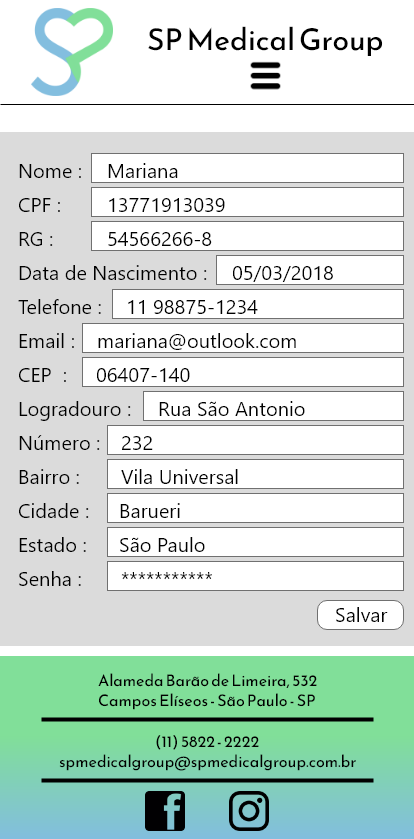 SP Medical Group
Nome : Mariana
CPF : 13771913039
RG : 54566266-8
Data de Nascimento : 05/03/2018
Telefone : 11 98875-1234
Email : mariana@outlook.com
CEP : 06407-140
Logradouro : Rua São Antonio
Número : 232
Bairro : Vila Universal
Cidade : Barueri
Estado : São Paulo
Senha : ***********
Salvar
Alameda Barão de Limeira, 532
Campos Elíseos - São Paulo - SP
(11) 5822 - 2222
spmedicalgroup@spmedicalgroup.com.br